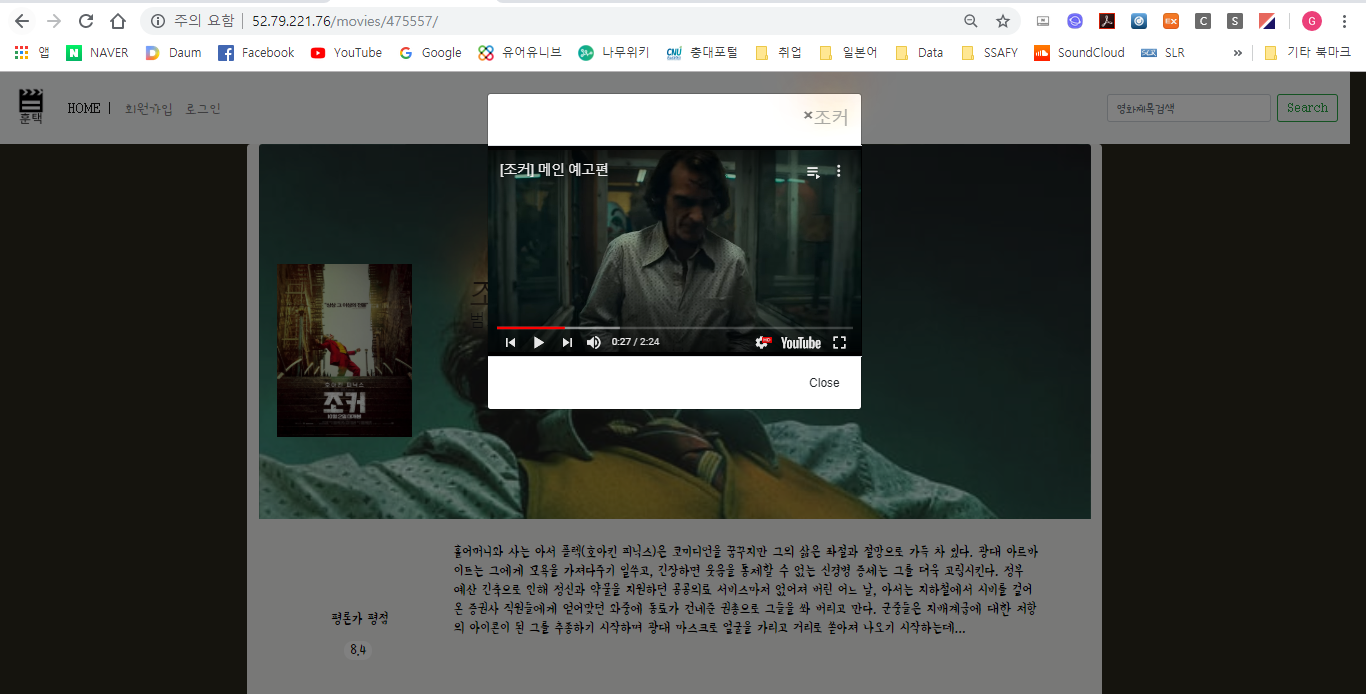 주의 요함 | 52.79.221.76/movies/475557/
앱 NAVER Daum Facebook YouTube Google 유어유니브 나무위키 충대포털 취업 일본어 Data SSAFY SoundCloud SLR » 기타 북마크
훈택
HOME | 회원가입 로그인
영화제목검색 Search
×조커
[조커] 메인 예고편
0:27 / 2:24 YouTube
Close
조커
홀어머니와 사는 아서 플렉(호아킨 피닉스)은 코미디언을 꿈꾸지만 그의 삶은 좌절과 절망으로 가득 차 있다. 광대 아르바
이트는 그에게 모욕을 가져다주기 일쑤고, 긴장하면 웃음을 통제할 수 없는 신경병 증세는 그를 더욱 고립시킨다. 정부
예산 긴축으로 인해 정신과 약물을 지원하던 공공의료 서비스마저 없어져 버린 어느 날, 아서는 지하철에서 시비를 걸어
온 증권사 직원들에게 얻어맞던 와중에 동료가 건네준 권총으로 그들을 쏴 버리고 만다. 군중들은 지배계급에 대한 저항
의 아이콘이 된 그를 추종하기 시작하며 광대 마스크로 얼굴을 가리고 거리로 쏟아져 나오기 시작하는데...
평론가 평점
8.4